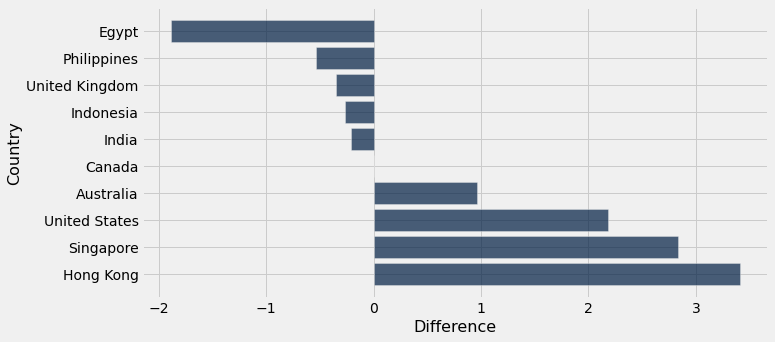 Country
Egypt
Philippines
United Kingdom
Indonesia
India
Canada
Australia
United States
Singapore
Hong Kong
−2 −1 0 1 2 3
Difference